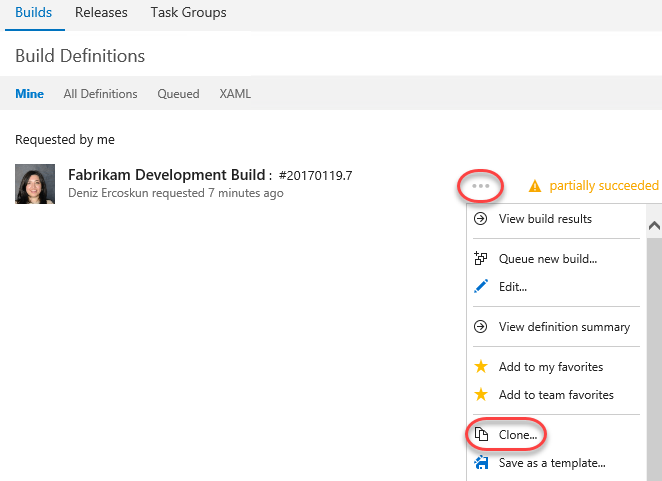 Builds Releases Task Groups
Build Definitions
Mine All Definitions Queued XAML
Requested by me
Fabrikam Development Build : #20170119.7
Deniz Ercoskun requested 7 minutes ago
partially succeeded
View build results
Queue new build...
Edit...
View definition summary
Add to my favorites
Add to team favorites
Clone...
Save as a template...